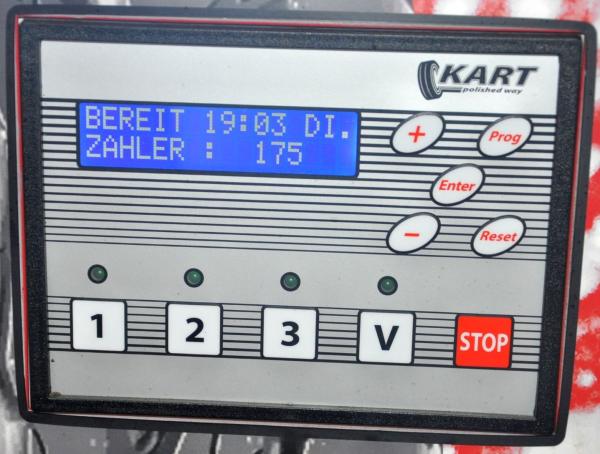 KART
polished way
BEREIT 19:03 DI.
ZAHLER : 175
+
Prog
Enter
-
Reset
1
2
3
V
STOP